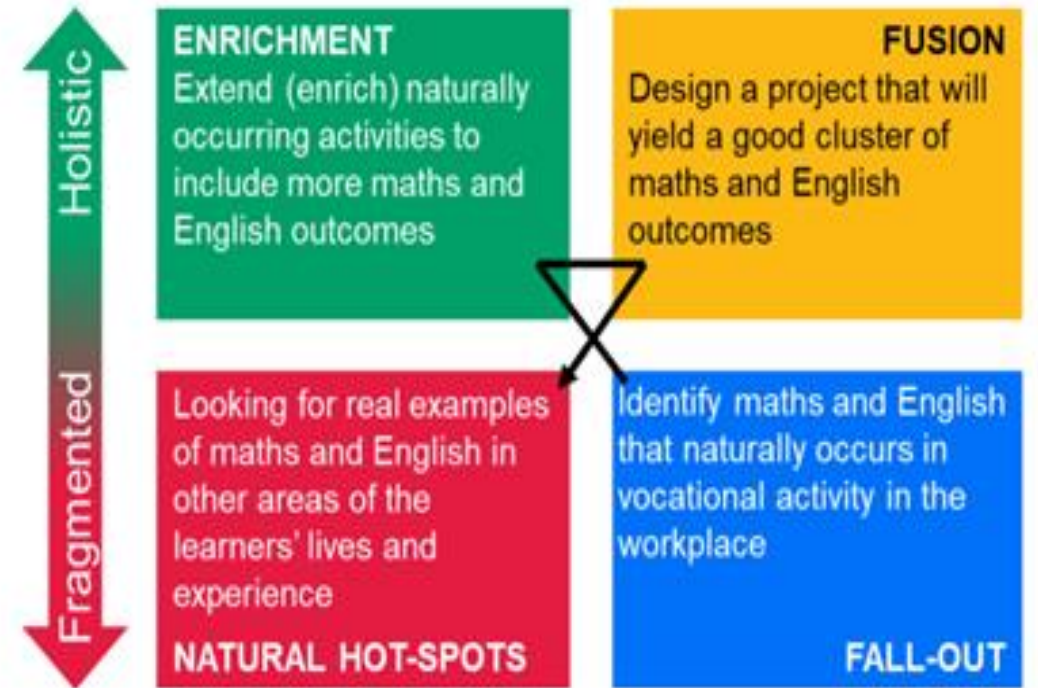 Holistic
Fragmented
ENRICHMENT
Extend (enrich) naturally
occurring activities to
include more maths and
English outcomes
FUSION
Design a project that will
yield a good cluster of
maths and English
outcomes
Looking for real examples
of maths and English in
other areas of the
learners' lives and
experience
NATURAL HOT-SPOTS
Identify maths and English
that naturally occurs in
vocational activity in the
workplace
FALL-OUT